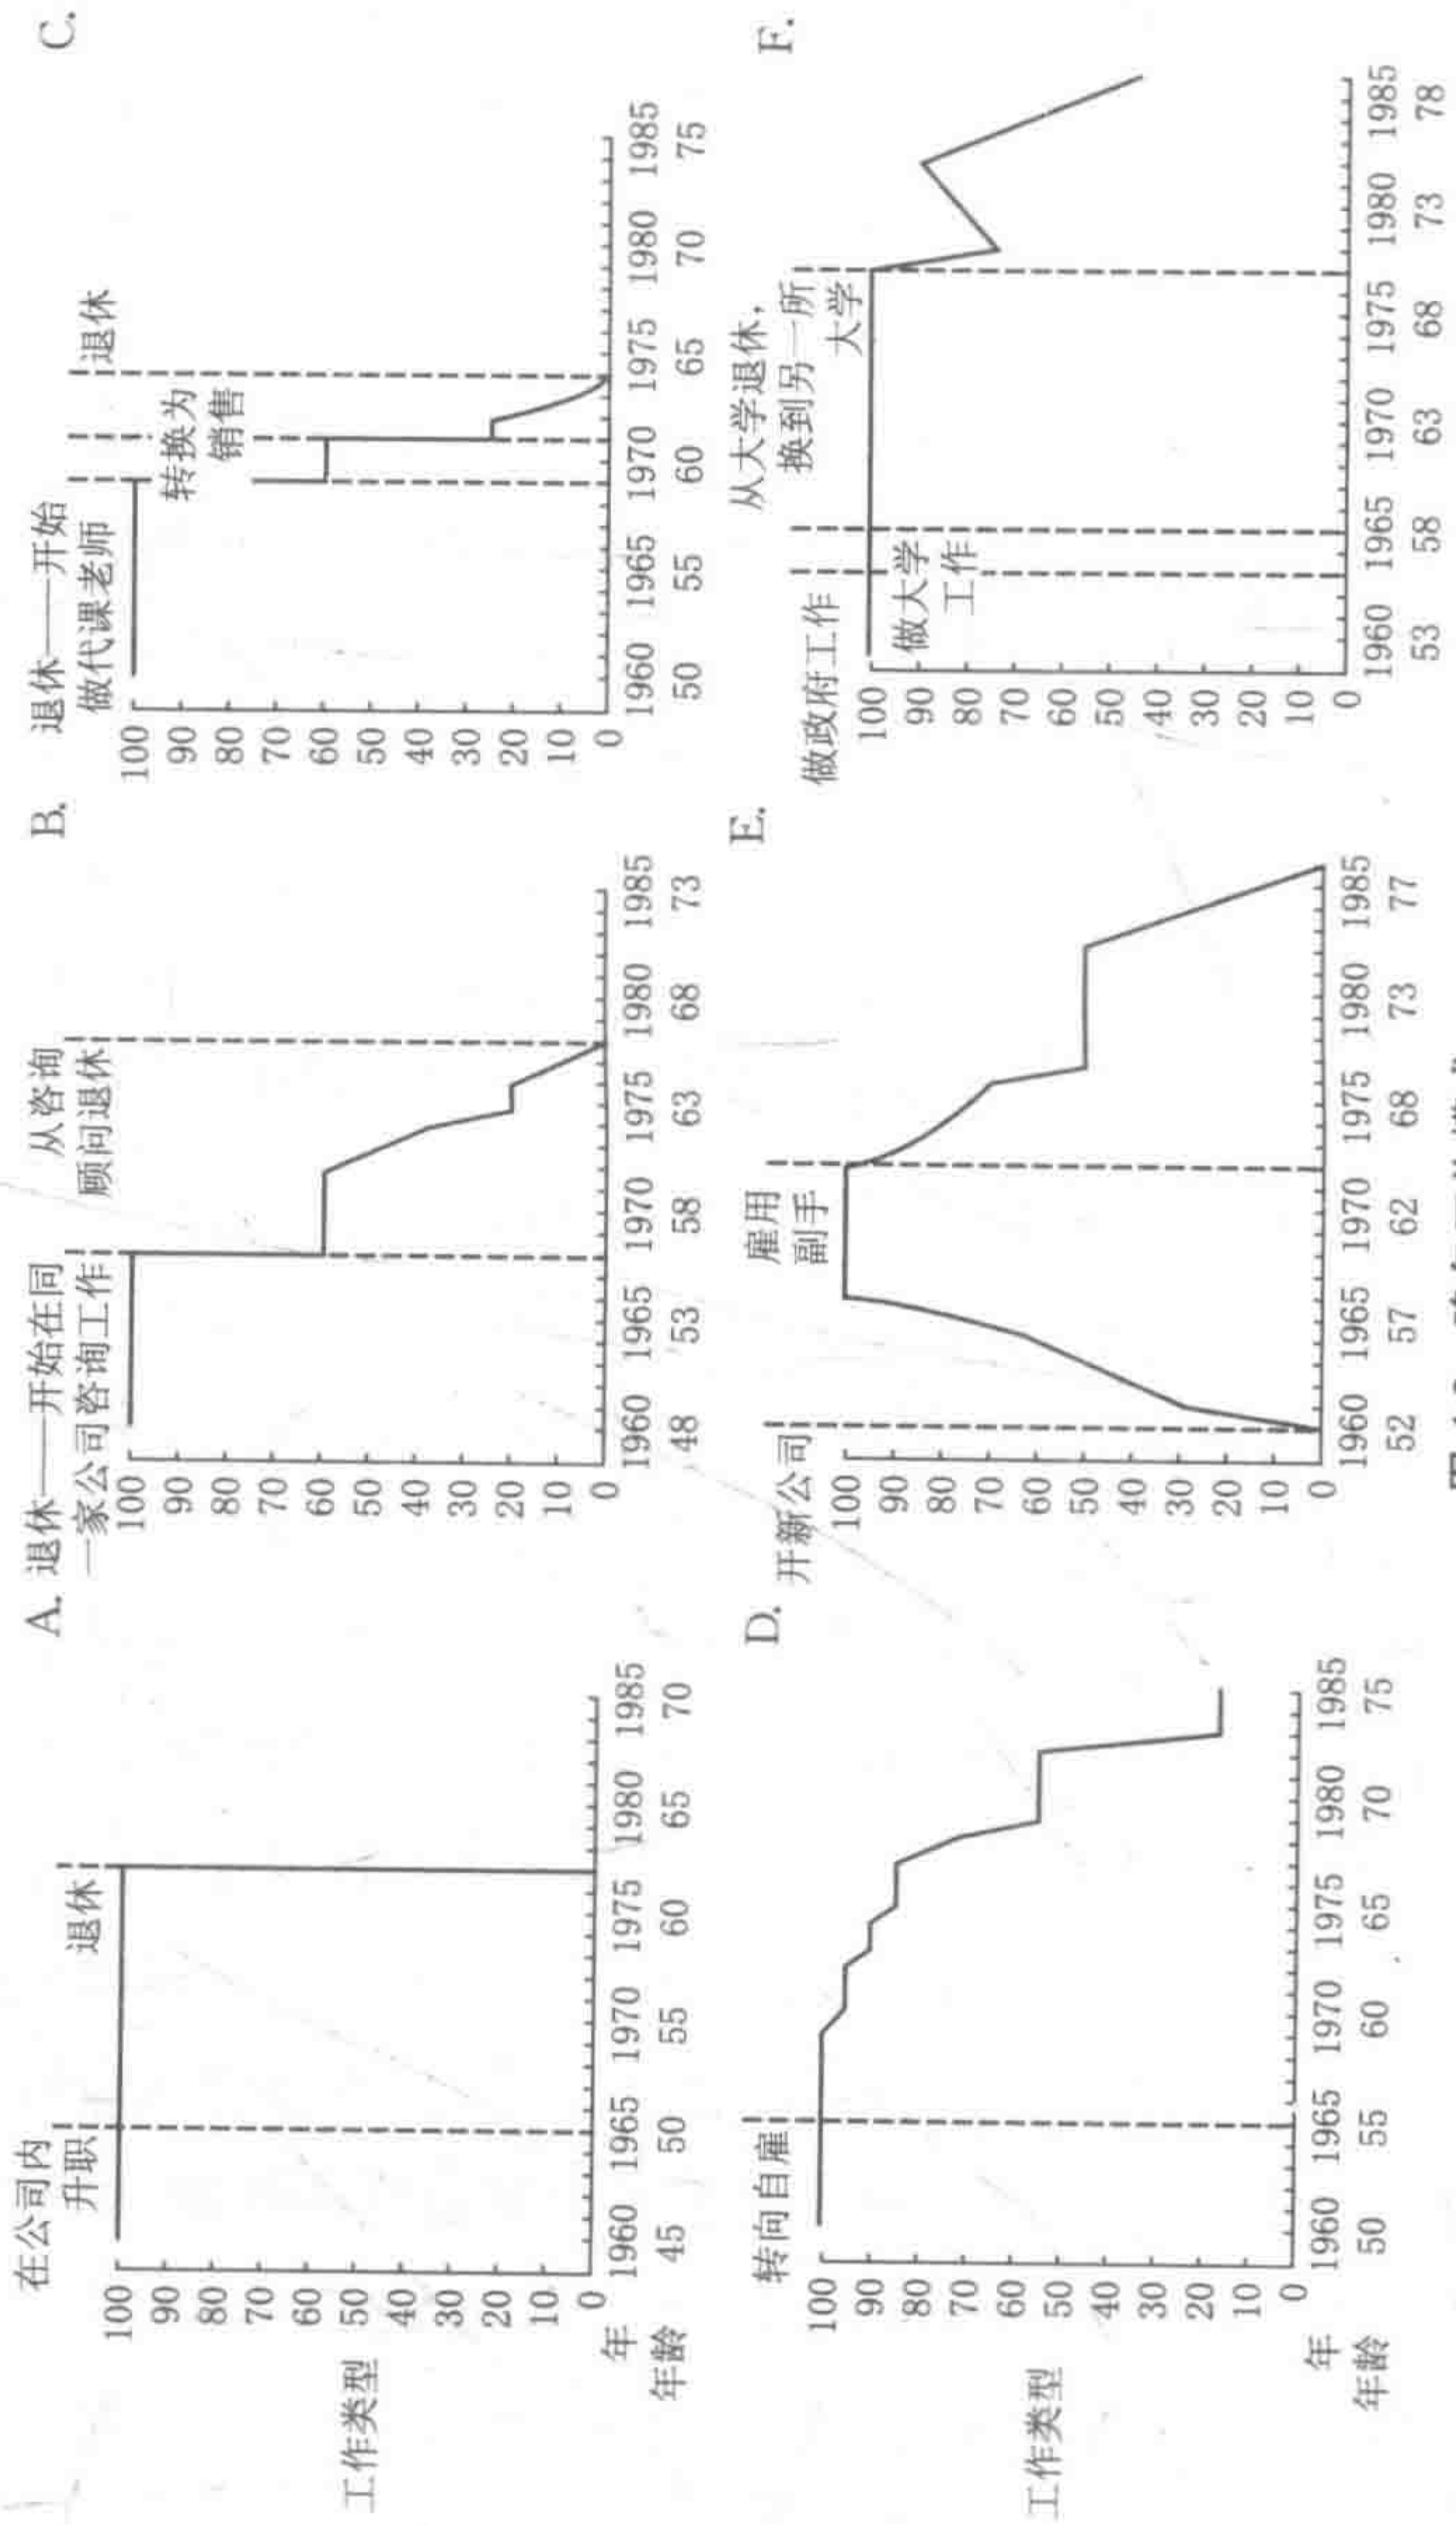 在公司内
升职
退休
A.
工作类型
100
90
80
70
60
50
40
30
20
10
0
年 1960 1965 1970 1975 1980 1985
年龄 45 50 55 60 65 70
退休——开始在同
一家公司咨询工作
从咨询
顾问退休
B.
100
90
80
70
60
50
40
30
20
10
0
1960 1965 1970 1975 1980 1985
48 53 58 63 68 73
退休——开始
做代课老师
转换为
销售
退休
C.
100
90
80
70
60
50
40
30
20
10
0
1960 1965 1970 1975 1980 1985
50 55 60 65 70 75
转向自雇
D.
工作类型
100
90
80
70
60
50
40
30
20
10
0
年 1960 1965 1970 1975 1980 1985
年龄 50 55 60 65 70 75
开新公司
雇用
副手
E.
100
90
80
70
60
50
40
30
20
10
0
1960 1965 1970 1975 1980 1985
52 57 62 68 73 77
做政府工作
做大学
工作
从大学退休，
换到另一所
大学
F.
100
90
80
70
60
50
40
30
20
10
0
1960 1965 1970 1975 1980 1985
53 58 63 68 73 78